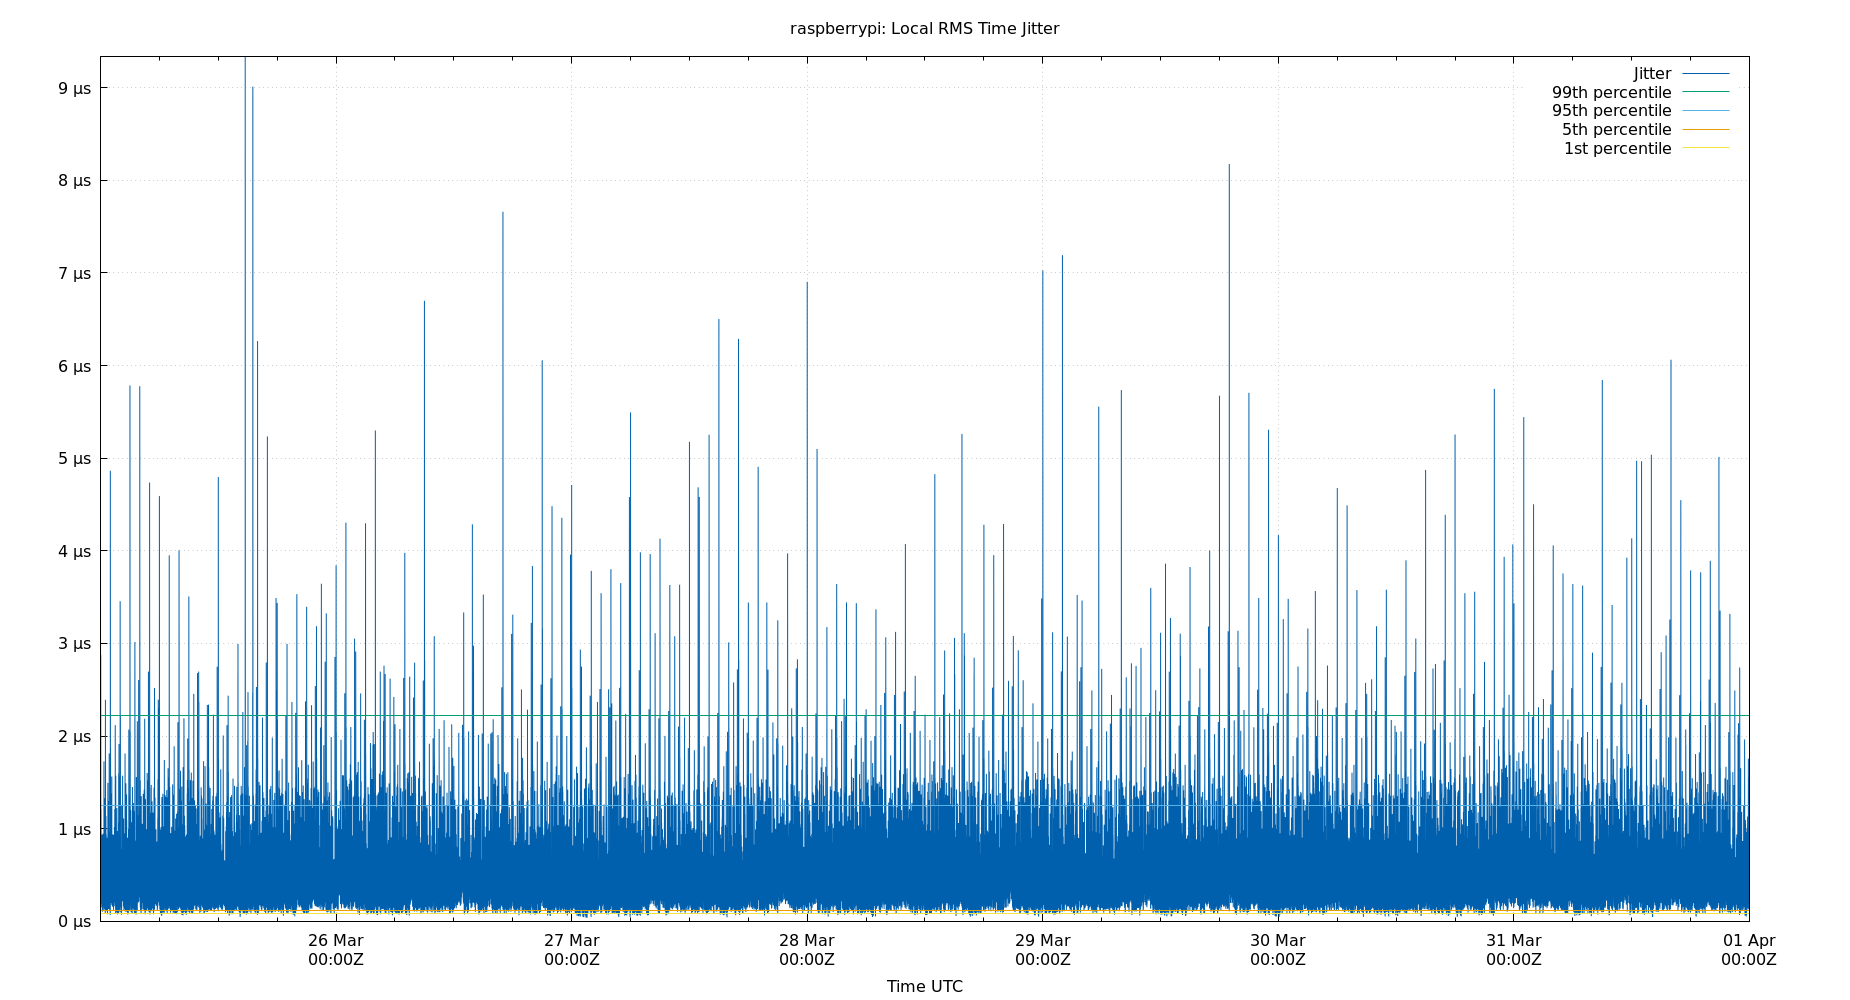 raspberrypi: Local RMS Time Jitter
Jitter
99th percentile
95th percentile
5th percentile
1st percentile
9 µs
8 µs
7 µs
6 µs
5 µs
4 µs
3 µs
2 µs
1 µs
0 µs
26 Mar 27 Mar 28 Mar 29 Mar 30 Mar 31 Mar 01 Apr
00:00Z 00:00Z 00:00Z 00:00Z 00:00Z 00:00Z 00:00Z
Time UTC